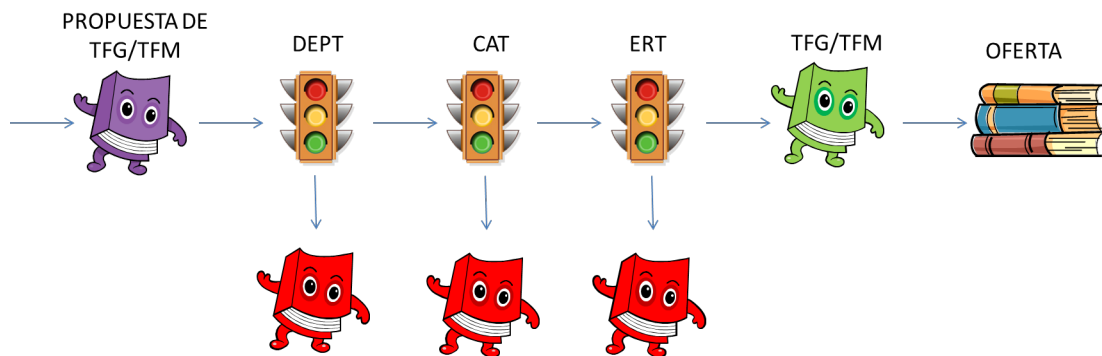 PROPUESTA DE
TFG/TFM
DEPT
CAT
ERT
TFG/TFM
OFERTA